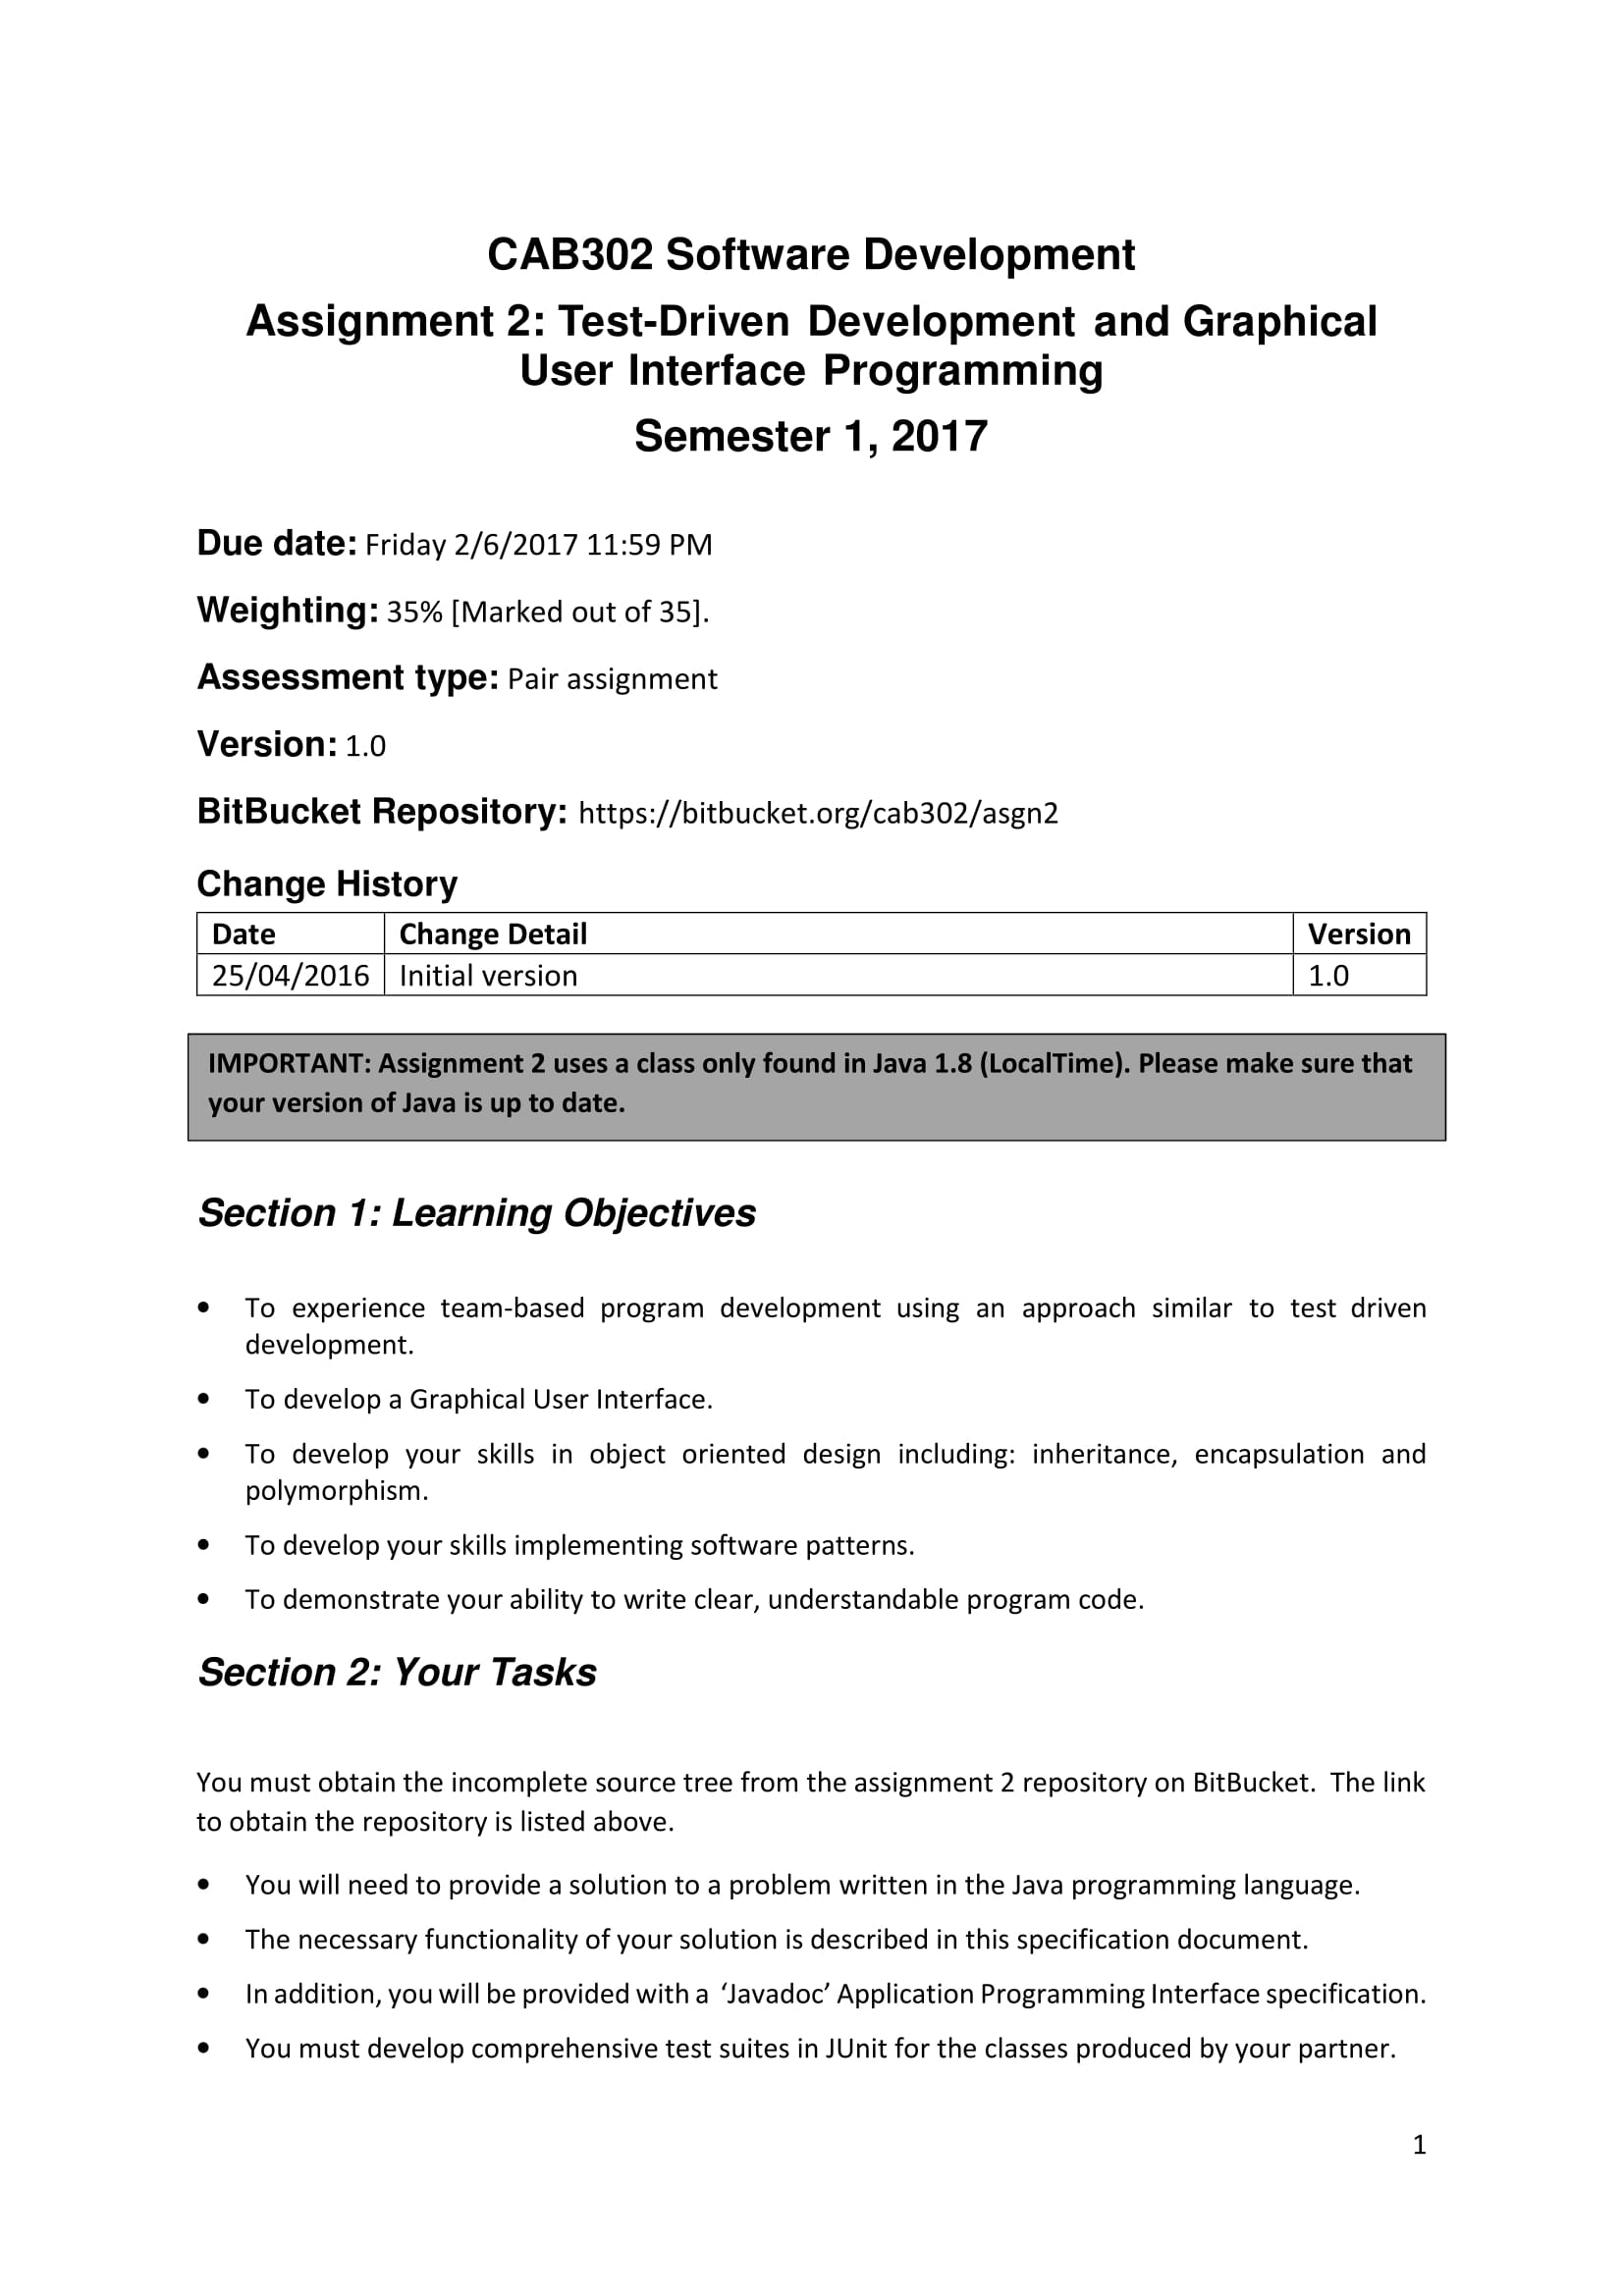 CAB302 Software Development
Assignment 2: Test-Driven Development and Graphical
User Interface Programming
Semester 1, 2017
Due date: Friday 2/6/2017 11:59 PM
Weighting: 35% [Marked out of 35].
Assessment type: Pair assignment
Version: 1.0
BitBucket Repository: https://bitbucket.org/cab302/asgn2
Change History
Date Change Detail Version
25/04/2016 Initial version 1.0
IMPORTANT: Assignment 2 uses a class only found in Java 1.8 (LocalTime). Please make sure that
your version of Java is up to date.
Section 1: Learning Objectives
• To experience team-based program development using an approach similar to test driven
development.
• To develop a Graphical User Interface.
• To develop your skills in object oriented design including: inheritance, encapsulation and
polymorphism.
• To develop your skills implementing software patterns.
• To demonstrate your ability to write clear, understandable program code.
Section 2: Your Tasks
You must obtain the incomplete source tree from the assignment 2 repository on BitBucket. The link
to obtain the repository is listed above.
• You will need to provide a solution to a problem written in the Java programming language.
• The necessary functionality of your solution is described in this specification document.
• In addition, you will be provided with a ‘Javadoc’ Application Programming Interface specification.
• You must develop comprehensive test suites in JUnit for the classes produced by your partner.
1